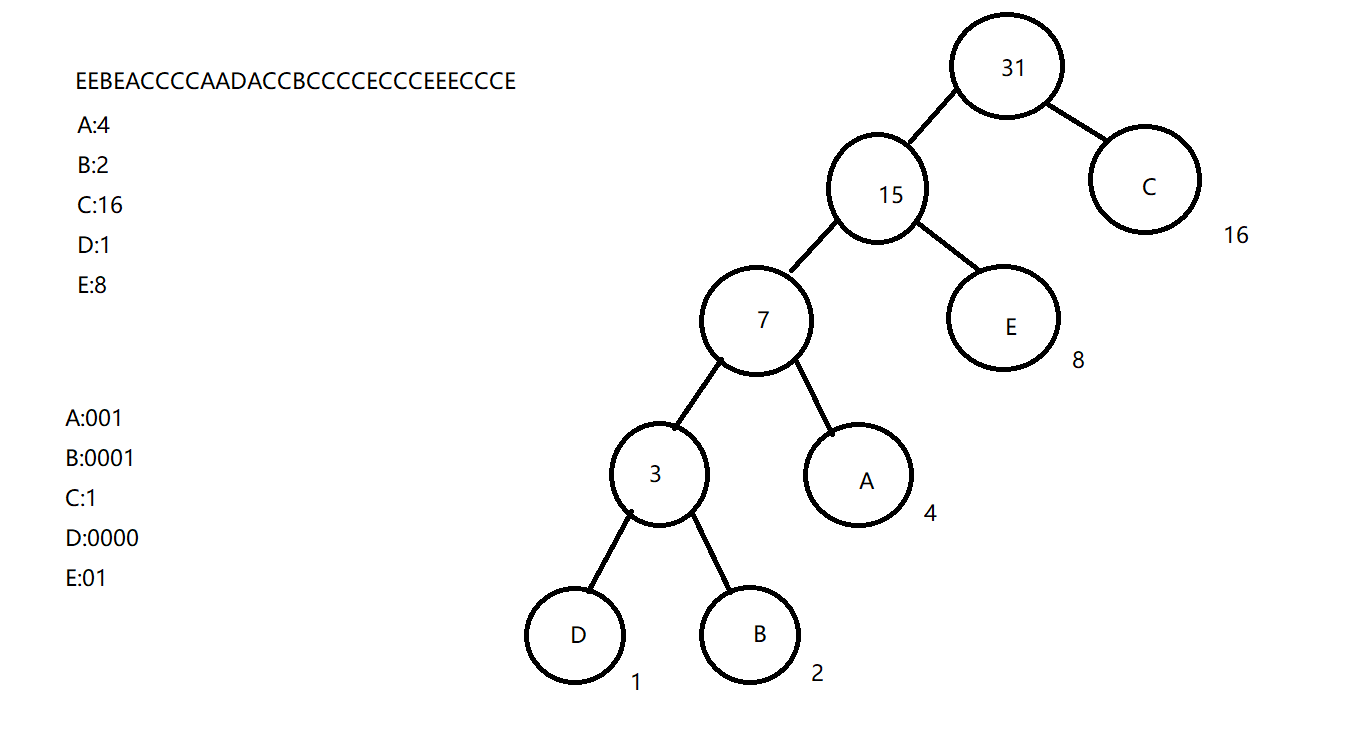 EEBEACCCCAADACCBCCCCECCCEEECCCE
A:4
B:2
C:16
D:1
E:8
A:001
B:0001
C:1
D:0000
E:01
31
15
C
16
7
E
8
3
A
4
D
1
B
2